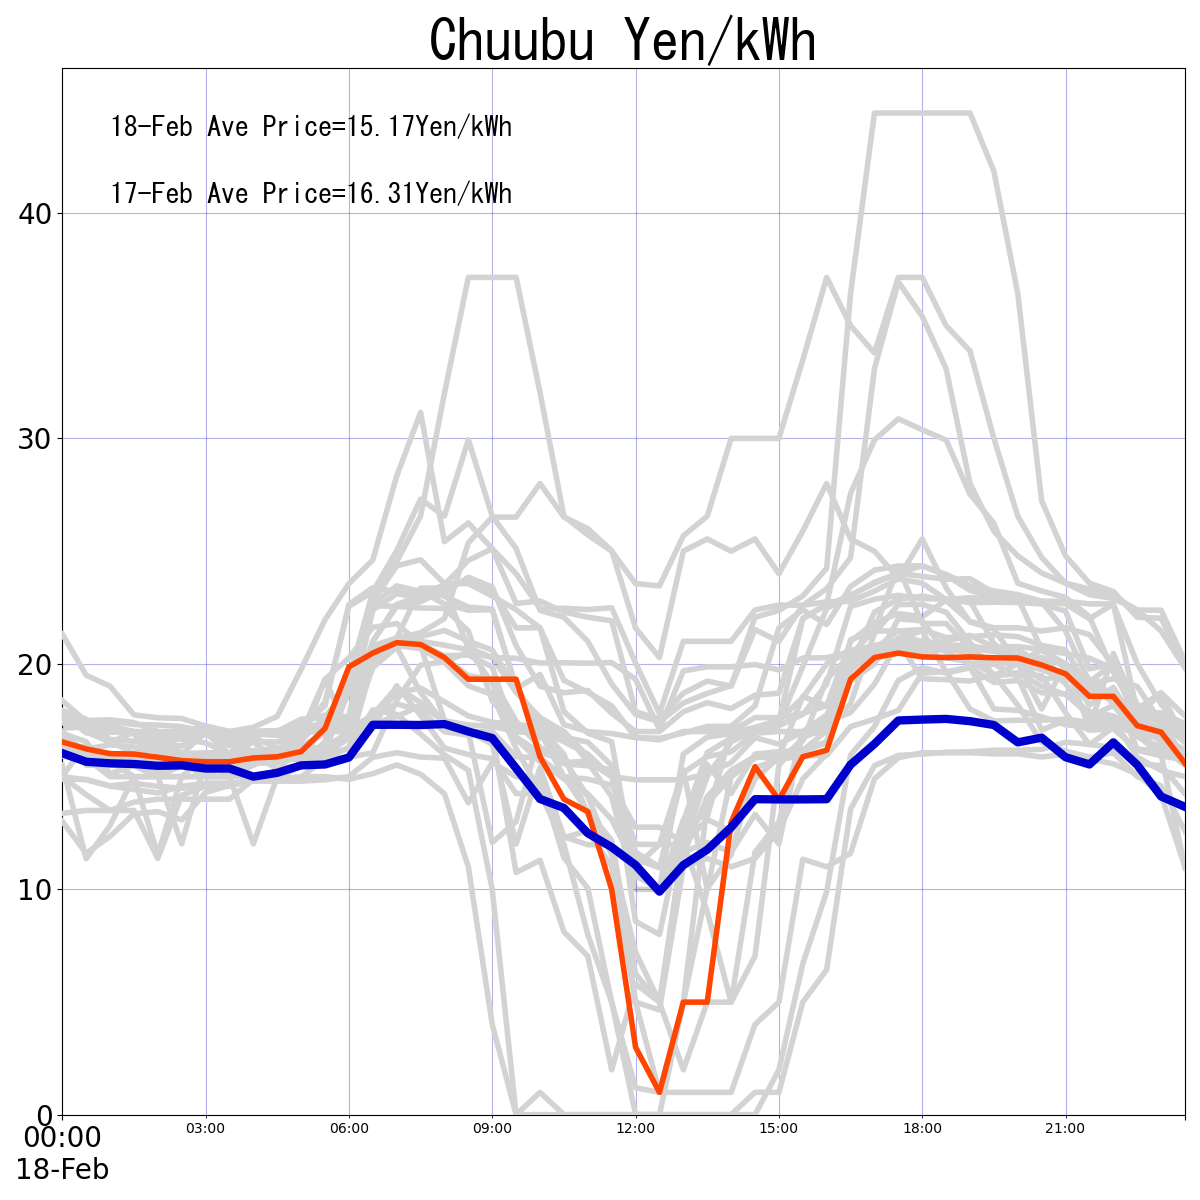 Chuubu Yen/kWh
18-Feb Ave Price=15.17Yen/kWh
17-Feb Ave Price=16.31Yen/kWh
40
30
20
10
0
00:00 03:00 06:00 09:00 12:00 15:00 18:00 21:00
18-Feb